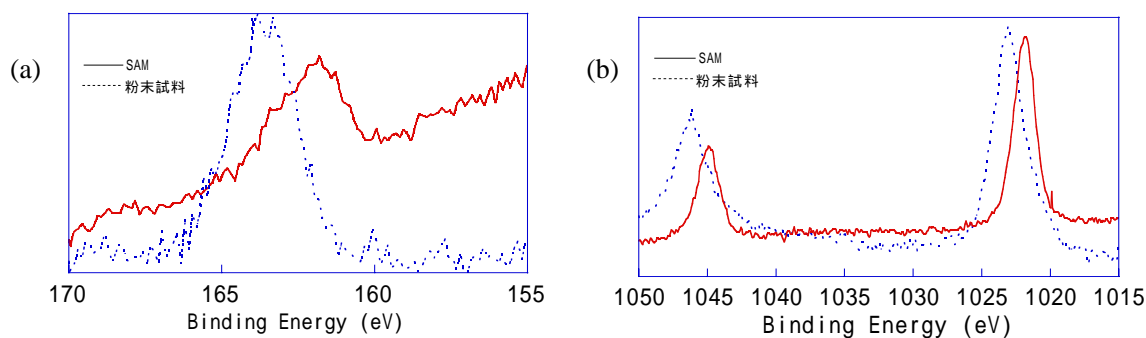 (a)
SAM
粉末試料
170 165 160 155
Binding Energy (eV)
(b)
SAM
粉末試料
1050 1045 1040 1035 1030 1025 1020 1015
Binding Energy (eV)